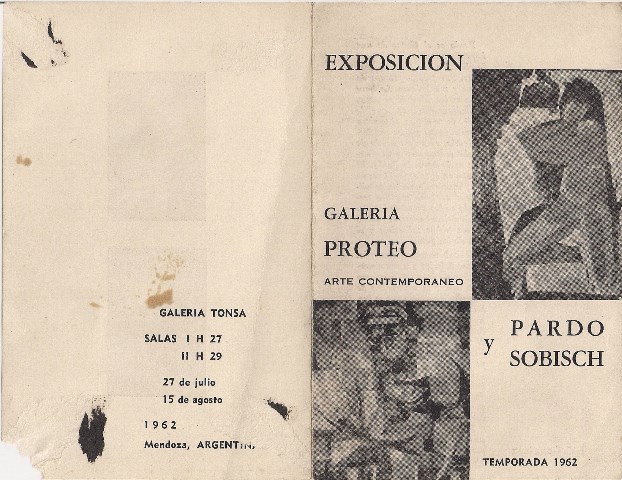 GALERIA TONSA
SALAS I H 27
II H 29
27 de julio
15 de agosto
1962
Mendoza, ARGENTIN
EXPOSICION
GALERIA
PROTEO
ARTE CONTEMPORANEO
PARDO
y
SOBISCH
TEMPORADA 1962